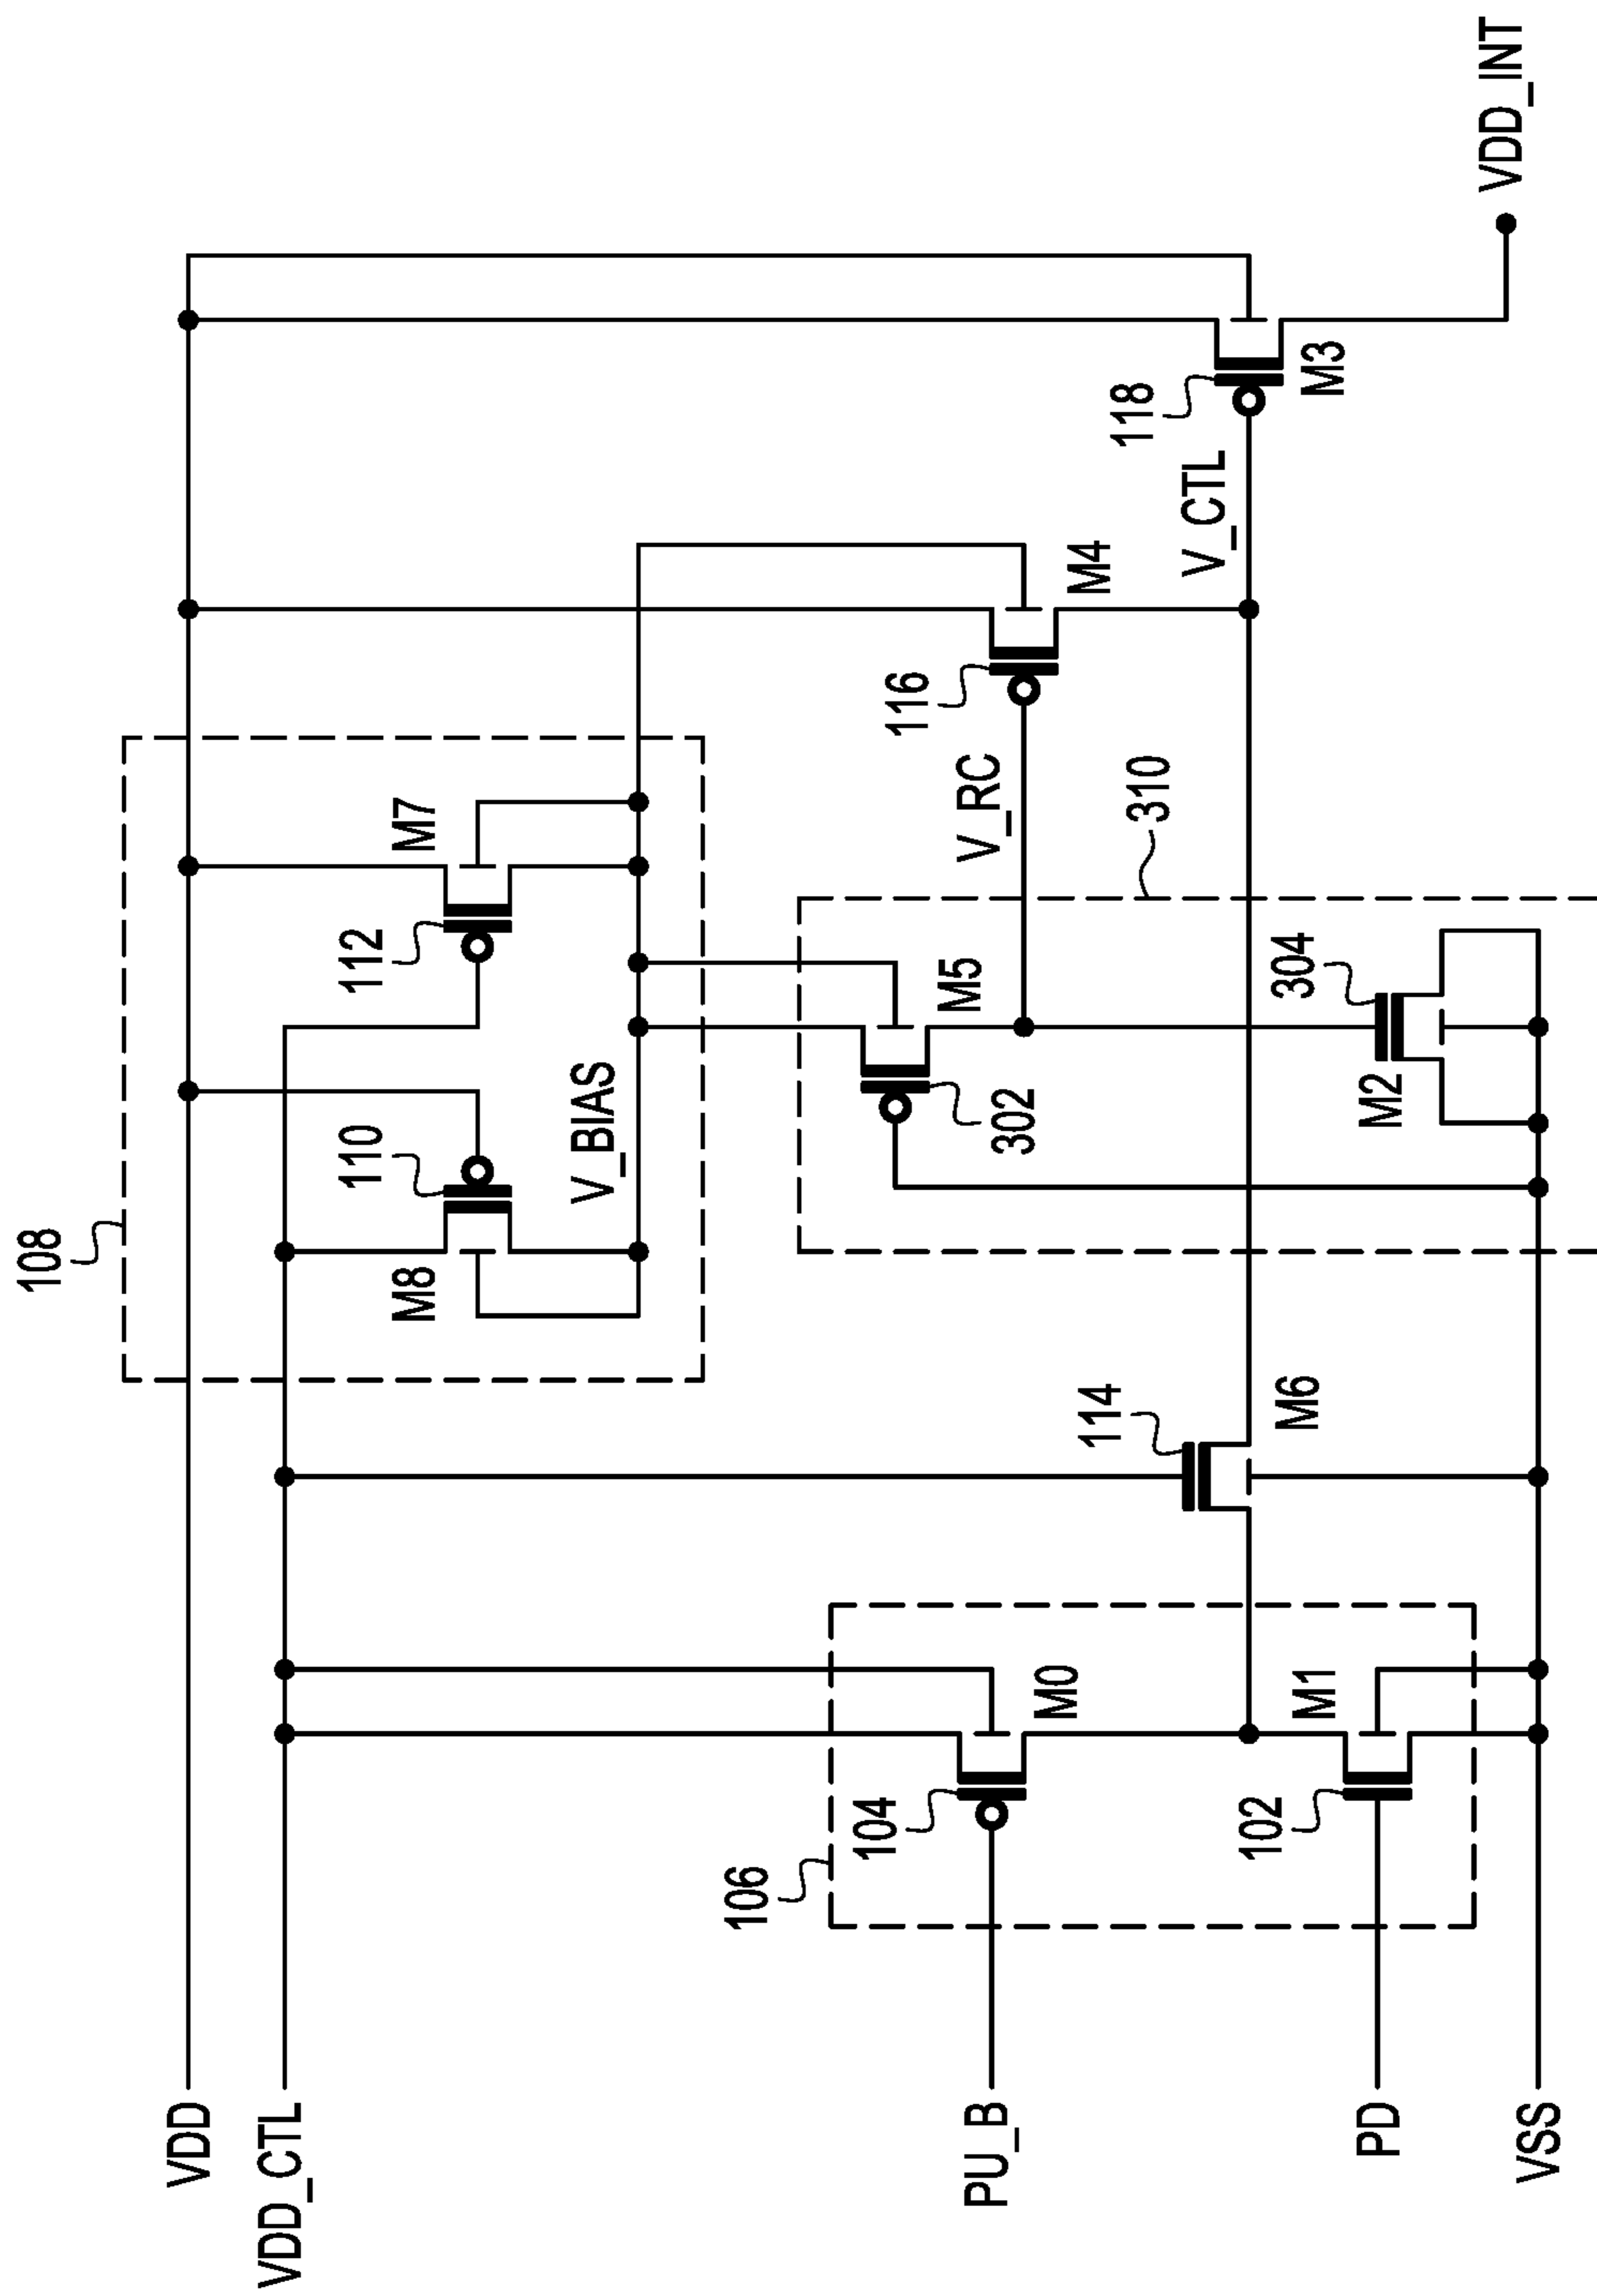 VDD
VDD_CTL
PU_B
PD
VSS
106
104
M0
102
M1
114
M6
108
110
M8
V_BIAS
112
M7
302
M5
310
304
M2
V_RC
116
M4
V_CTL
118
M3
VDD_INT